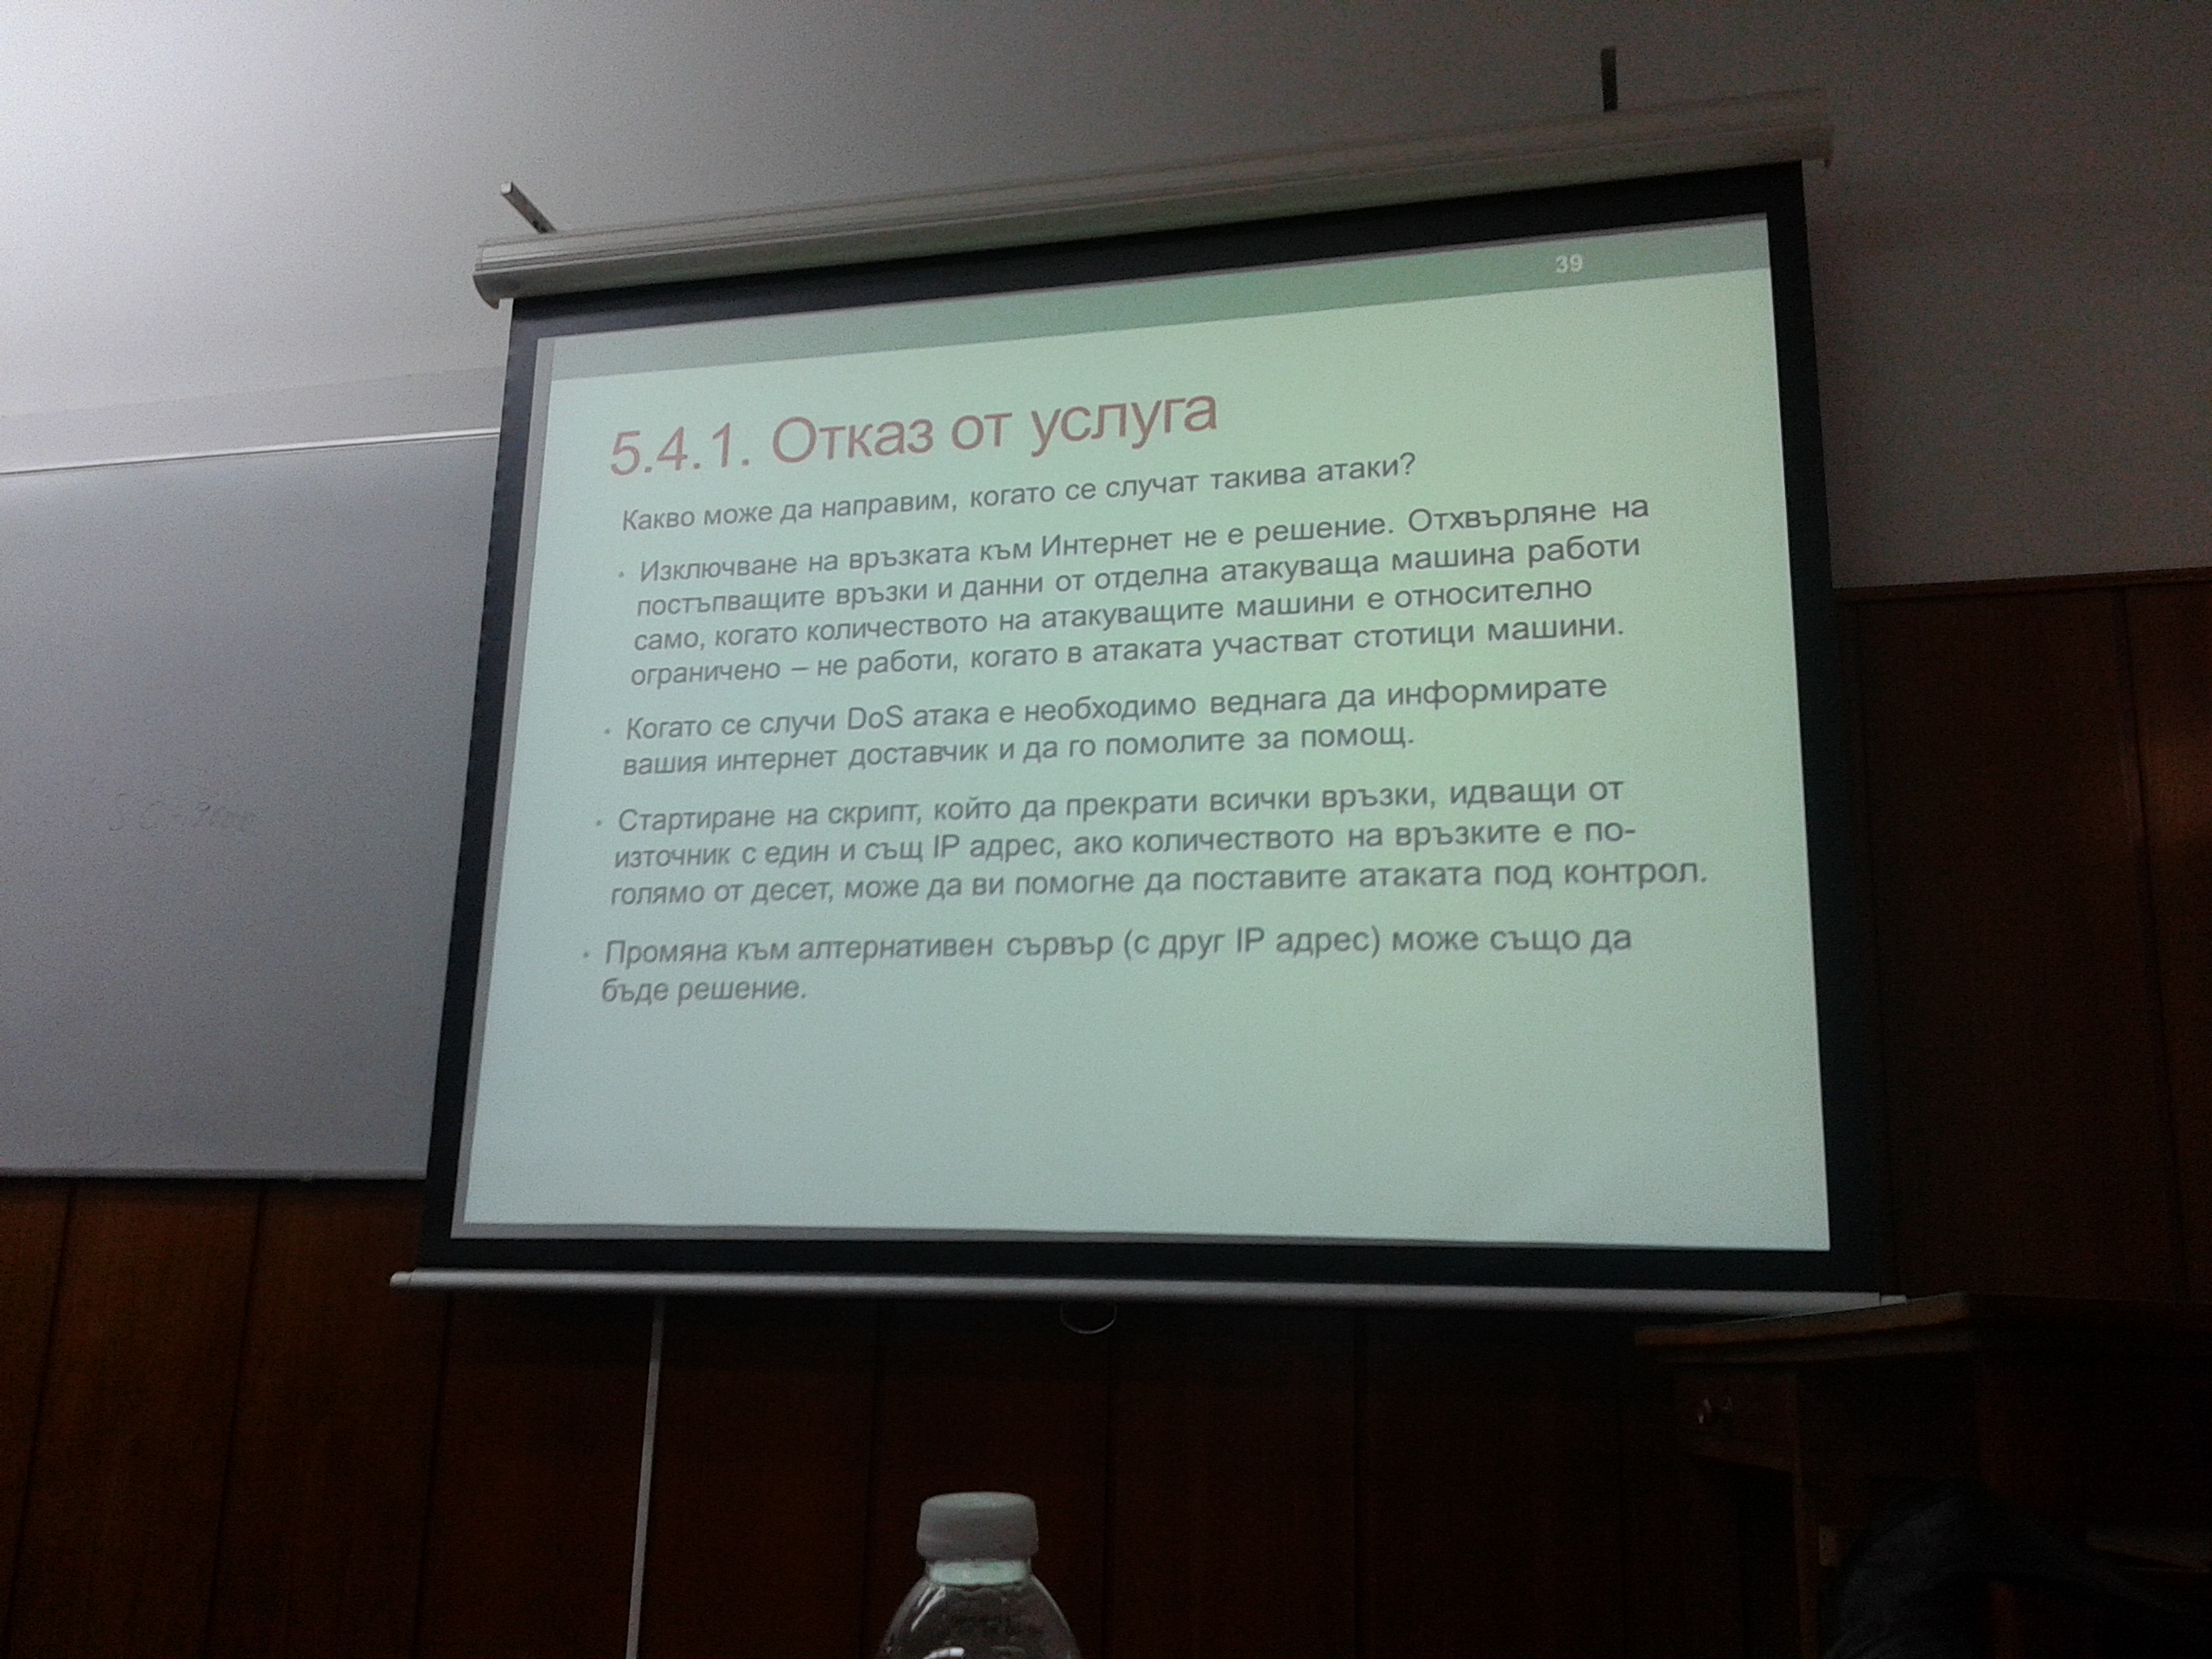 39
5.4.1. Отказ от услуга
Какво може да направим, когато се случат такива атаки?
• Изключване на връзката към Интернет не е решение. Отхвърляне на
постъпващите връзки и данни от отделна атакуваща машина работи
само, когато количеството на атакуващите машини е относително
ограничено – не работи, когато в атаката участват стотици машини.
• Когато се случи DoS атака е необходимо веднага да информирате
вашия интернет доставчик и да го помолите за помощ.
• Стартиране на скрипт, който да прекрати всички връзки, идващи от
източник с един и същ IP адрес, ако количеството на връзките е по-
голямо от десет, може да ви помогне да поставите атаката под контрол.
• Промяна към алтернативен сървър (с друг IP адрес) може също да
бъде решение.